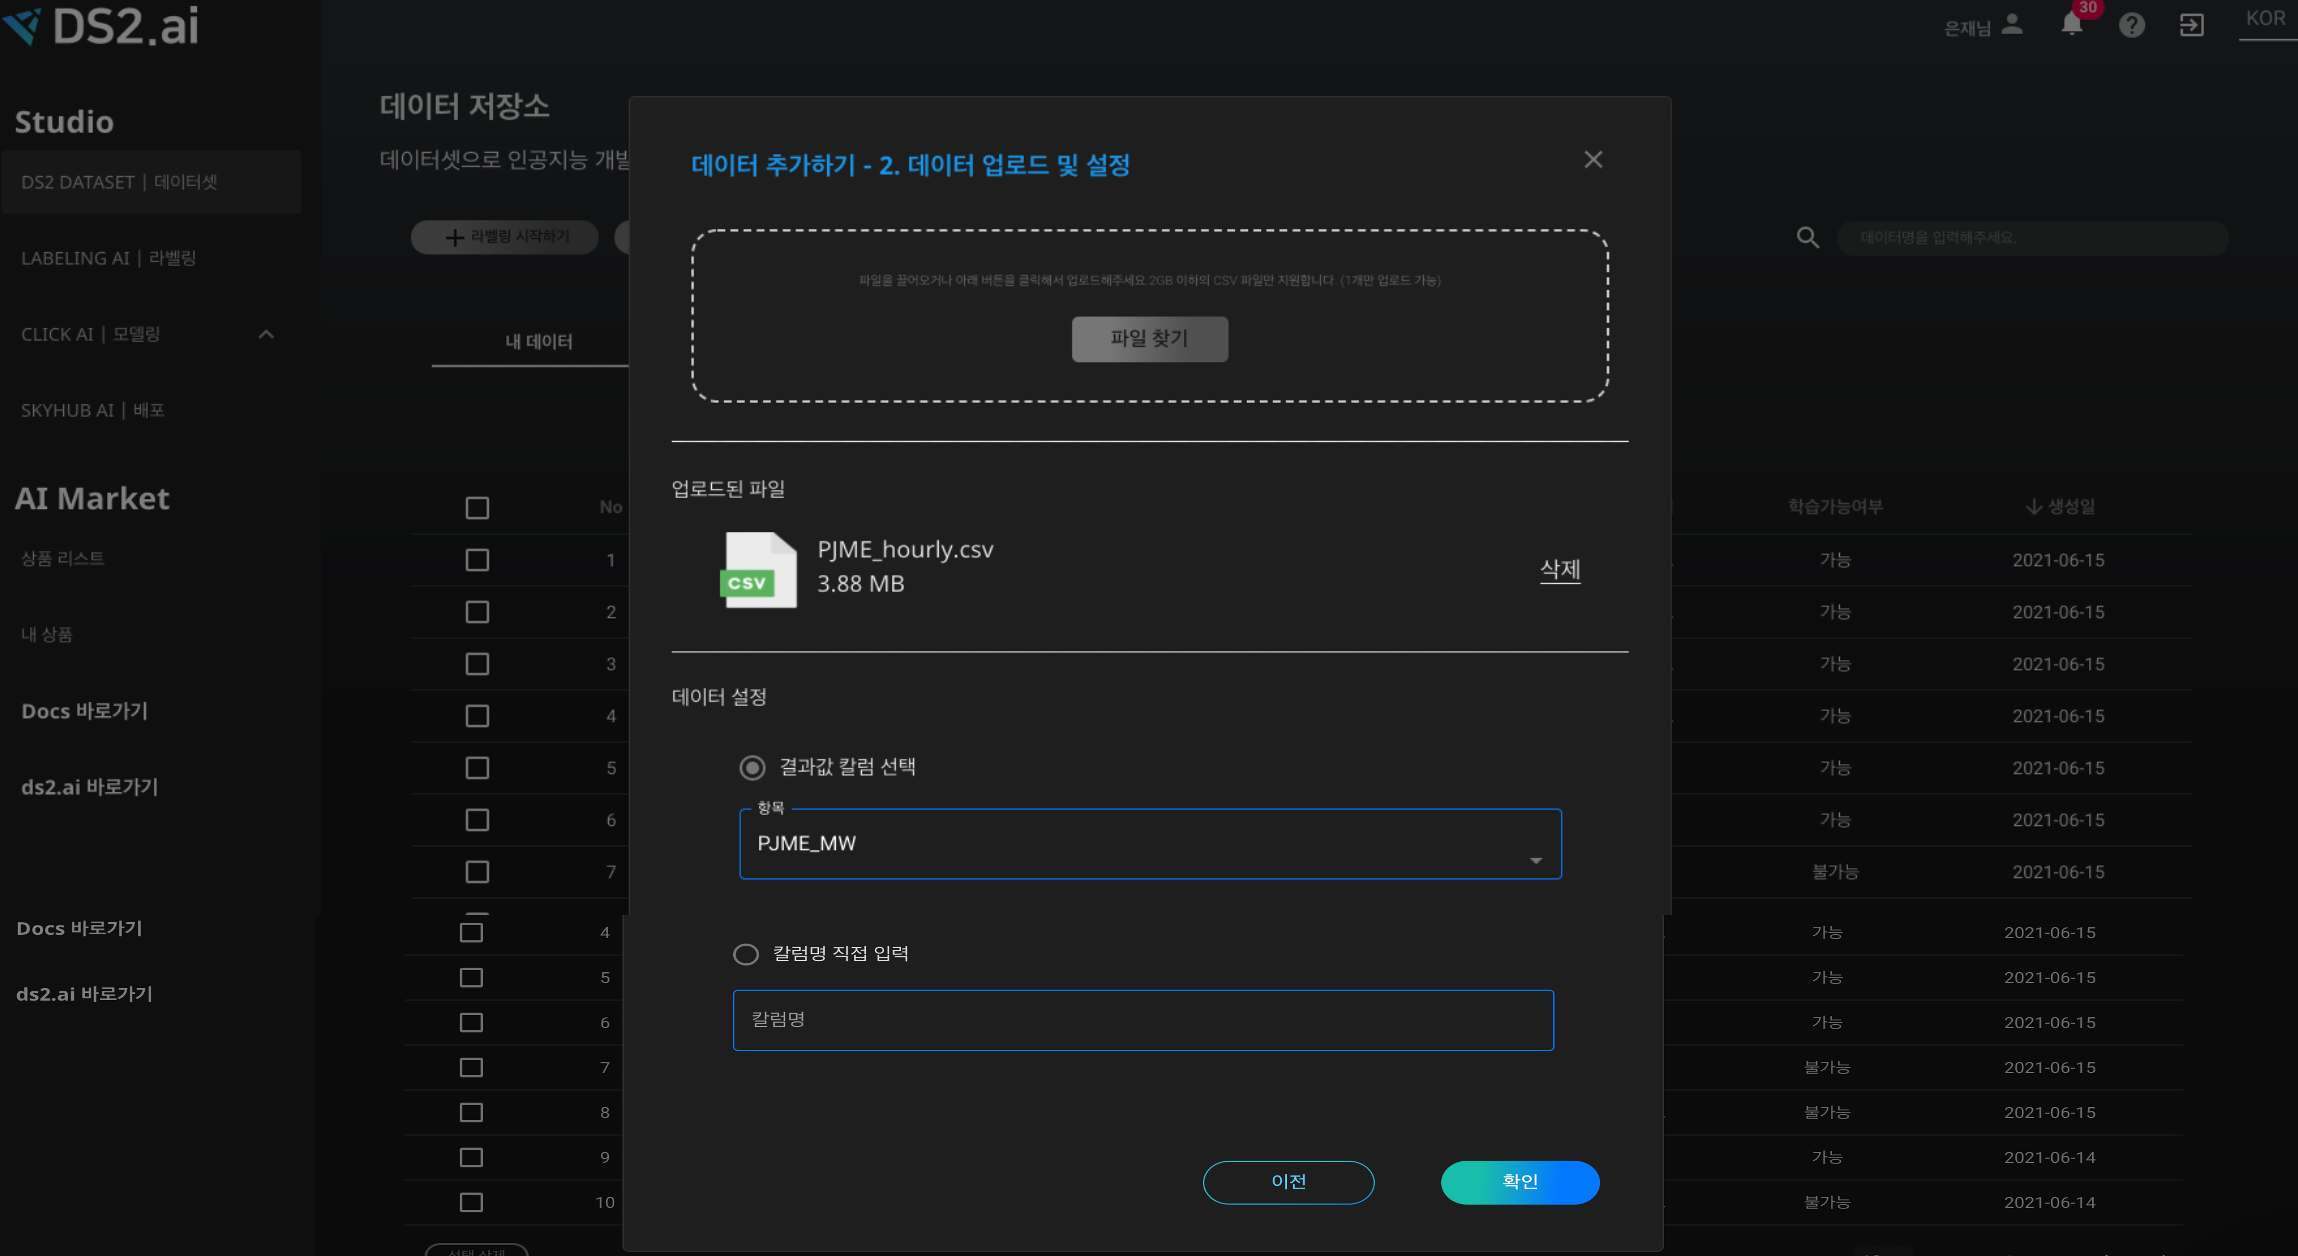 DS2.ai
은재님
30
KOR
Studio
DS2 DATASET | 데이터셋
LABELING AI | 라벨링
CLICK AI | 모델링
SKYHUB AI | 배포
AI Market
상품 리스트
내 상품
Docs 바로가기
ds2.ai 바로가기
Docs 바로가기
ds2.ai 바로가기
데이터 저장소
데이터셋으로 인공지능 개발
라벨링 시작하기
데이터명을 입력해주세요.
내 데이터
No 학습가능여부 생성일
1 가능 2021-06-15
2 가능 2021-06-15
3 가능 2021-06-15
4 가능 2021-06-15
5 가능 2021-06-15
6 가능 2021-06-15
7 불가능 2021-06-15
4 가능 2021-06-15
5 가능 2021-06-15
6 가능 2021-06-15
7 불가능 2021-06-15
8 불가능 2021-06-15
9 가능 2021-06-14
10 불가능 2021-06-14
데이터 추가하기 - 2. 데이터 업로드 및 설정
파일을 끌어오거나 아래 버튼을 클릭해서 업로드해주세요.2GB 이하의 CSV 파일만 지원합니다. (1개만 업로드 가능)
파일 찾기
업로드된 파일
CSV
PJME_hourly.csv
3.88 MB
삭제
데이터 설정
결과값 칼럼 선택
항목
PJME_MW
칼럼명 직접 입력
칼럼명
이전
확인